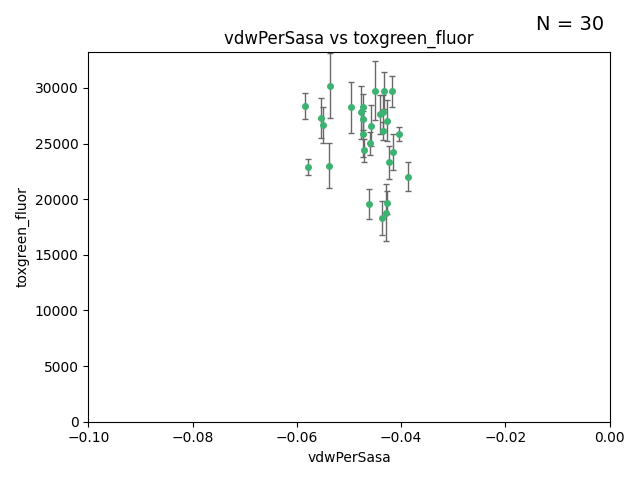 N = 30
vdwPerSasa vs toxgreen_fluor
toxgreen_fluor
30000
25000
20000
15000
10000
5000
0
−0.10 −0.08 −0.06 −0.04 −0.02 0.00
vdwPerSasa